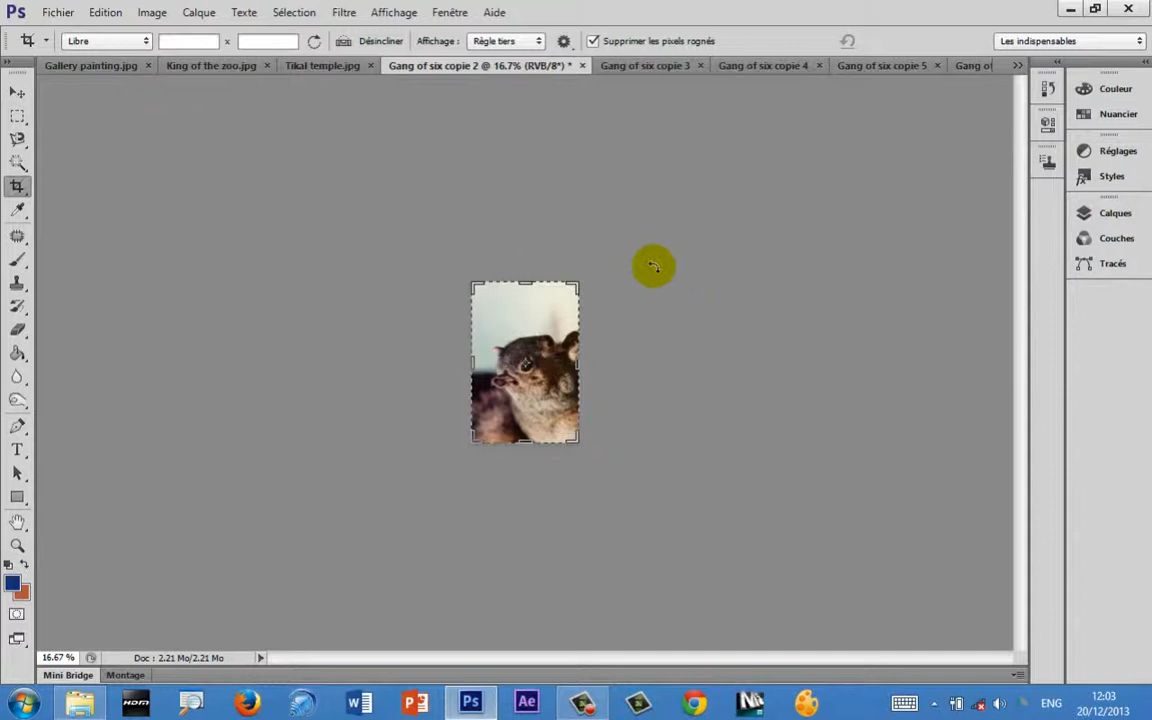 Ps Fichier Edition Image Calque Texte Sélection Filtre Affichage Fenêtre Aide
Libre x Désincliner Affichage : Règle tiers Supprimer les pixels rognés Les indispensables
Gallery painting.jpg × King of the zoo.jpg × Tikal temple.jpg × Gang of six copie 2 @ 16.7% (RVB/8*) * × Gang of six copie 3 × Gang of six copie 4 × Gang of six copie 5 × Gang of >>
Couleur
Nuancier
Réglages
Styles
Calques
Couches
Tracés
16.67 % Doc : 2.21 Mo/2.21 Mo
Mini Bridge Montage
HDM W P Ps Ae ENG
12:03
20/12/2013